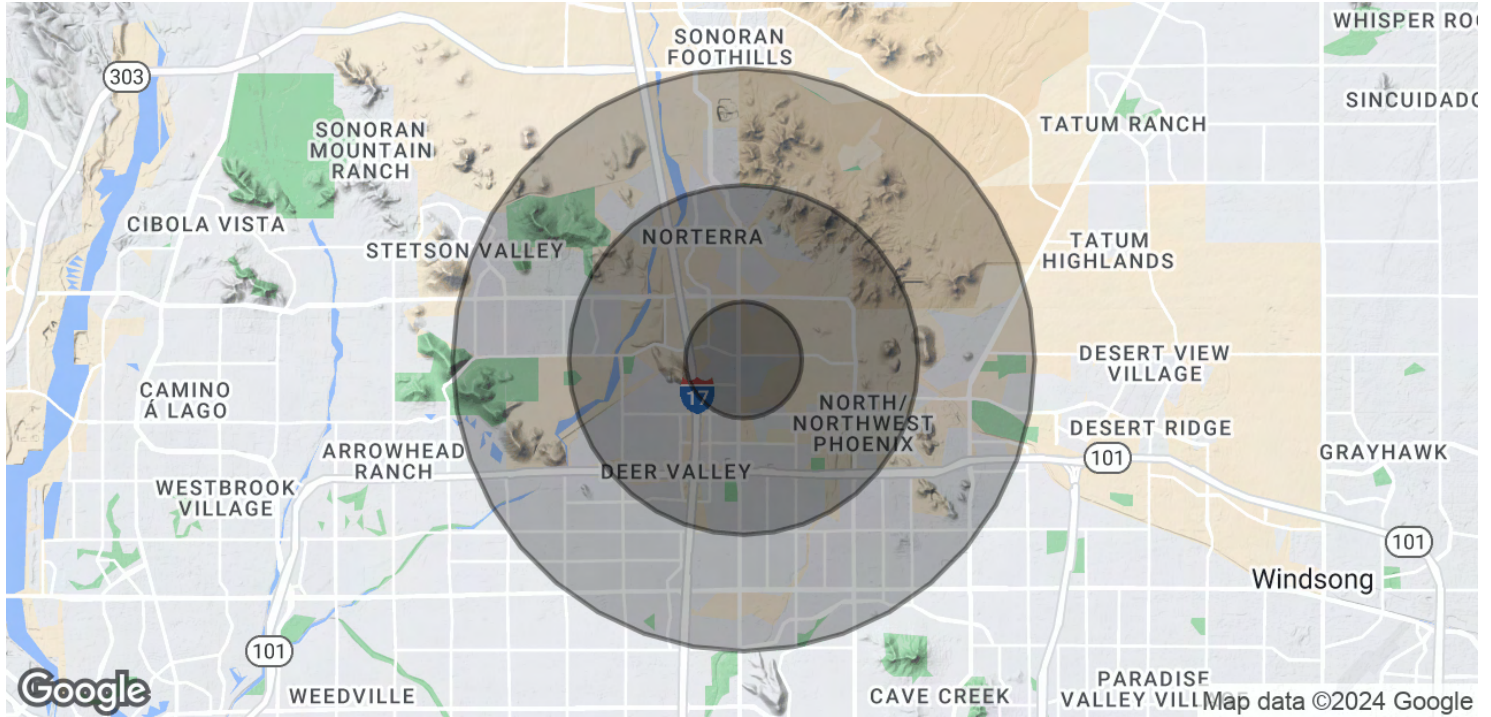 WHISPER RO
SONORAN
FOOTHILLS
303
SINCUIDADO
TATUM RANCH
SONORAN
MOUNTAIN
RANCH
CIBOLA VISTA
STETSON VALLEY
NORTERRA
TATUM
HIGHLANDS
DESERT VIEW
VILLAGE
CAMINO
Á LAGO
17
NORTH/
NORTHWEST
PHOENIX
DESERT RIDGE
ARROWHEAD
RANCH
DEER VALLEY
101
GRAYHAWK
WESTBROOK
VILLAGE
101
Windsong
101
Google
WEEDVILLE
CAVE CREEK
PARADISE
VALLEY VILLAGE
Map data ©2024 Google